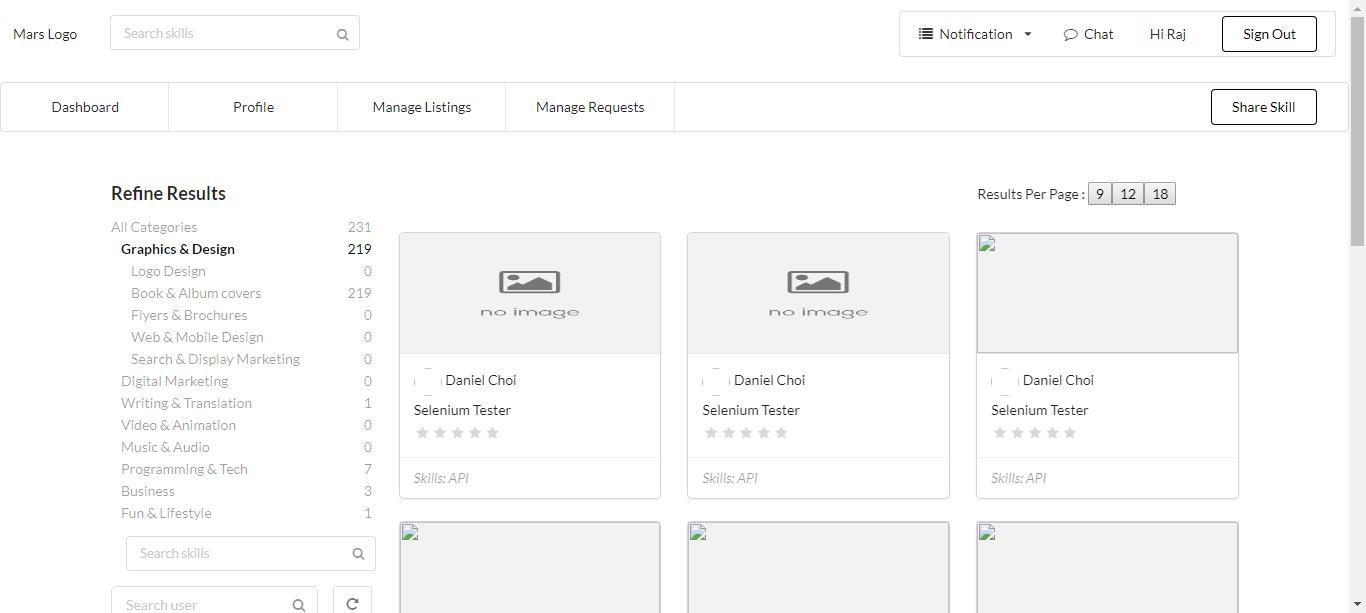 Mars Logo
Search skills
Notification
Chat
Hi Raj
Sign Out
Dashboard
Profile
Manage Listings
Manage Requests
Share Skill
Refine Results
Results Per Page : 9 12 18
All Categories 231
Graphics & Design 219
Logo Design 0
Book & Album covers 219
Flyers & Brochures 0
Web & Mobile Design 0
Search & Display Marketing 0
Digital Marketing 0
Writing & Translation 1
Video & Animation 0
Music & Audio 0
Programming & Tech 7
Business 3
Fun & Lifestyle 1
Search skills
Search user
no image
Daniel Choi
Selenium Tester
Skills: API
no image
Daniel Choi
Selenium Tester
Skills: API
Daniel Choi
Selenium Tester
Skills: API